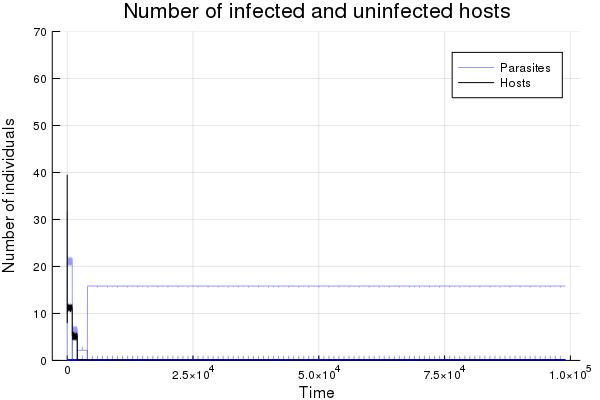 Number of infected and uninfected hosts
70
60
50
40
30
20
10
0
Number of individuals
Parasites
Hosts
0 2.5×10⁴ 5.0×10⁴ 7.5×10⁴ 1.0×10⁵
Time